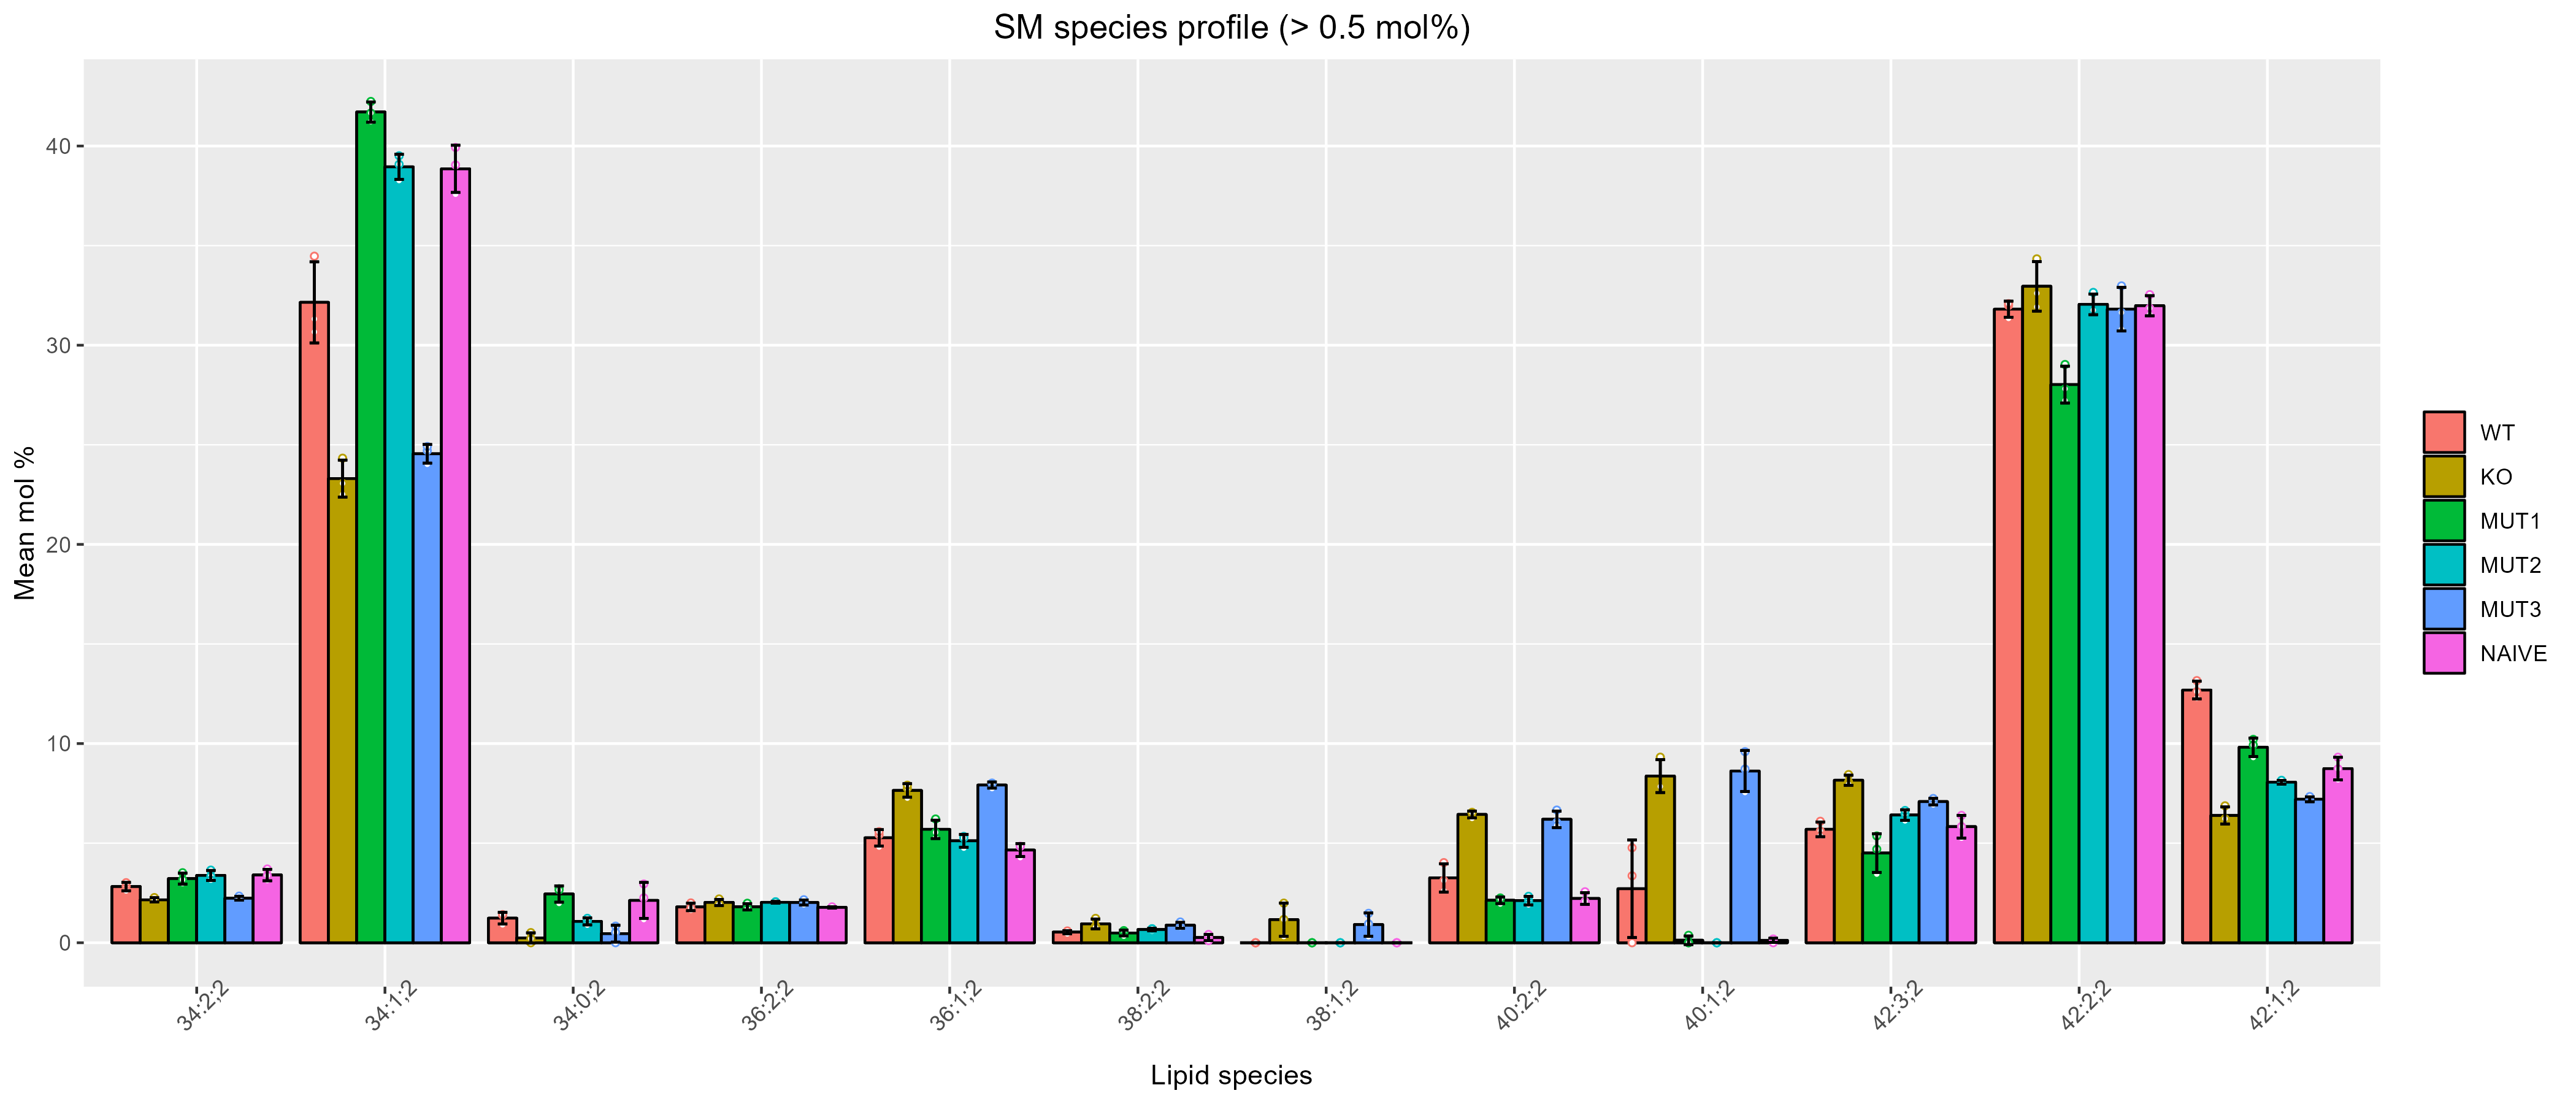 SM species profile (> 0.5 mol%)
Mean mol %
40
30
20
10
0
34:2;2
34:1;2
34:0;2
36:2;2
36:1;2
38:2;2
38:1;2
40:2;2
40:1;2
42:3;2
42:2;2
42:1;2
Lipid species
WT
KO
MUT1
MUT2
MUT3
NAIVE